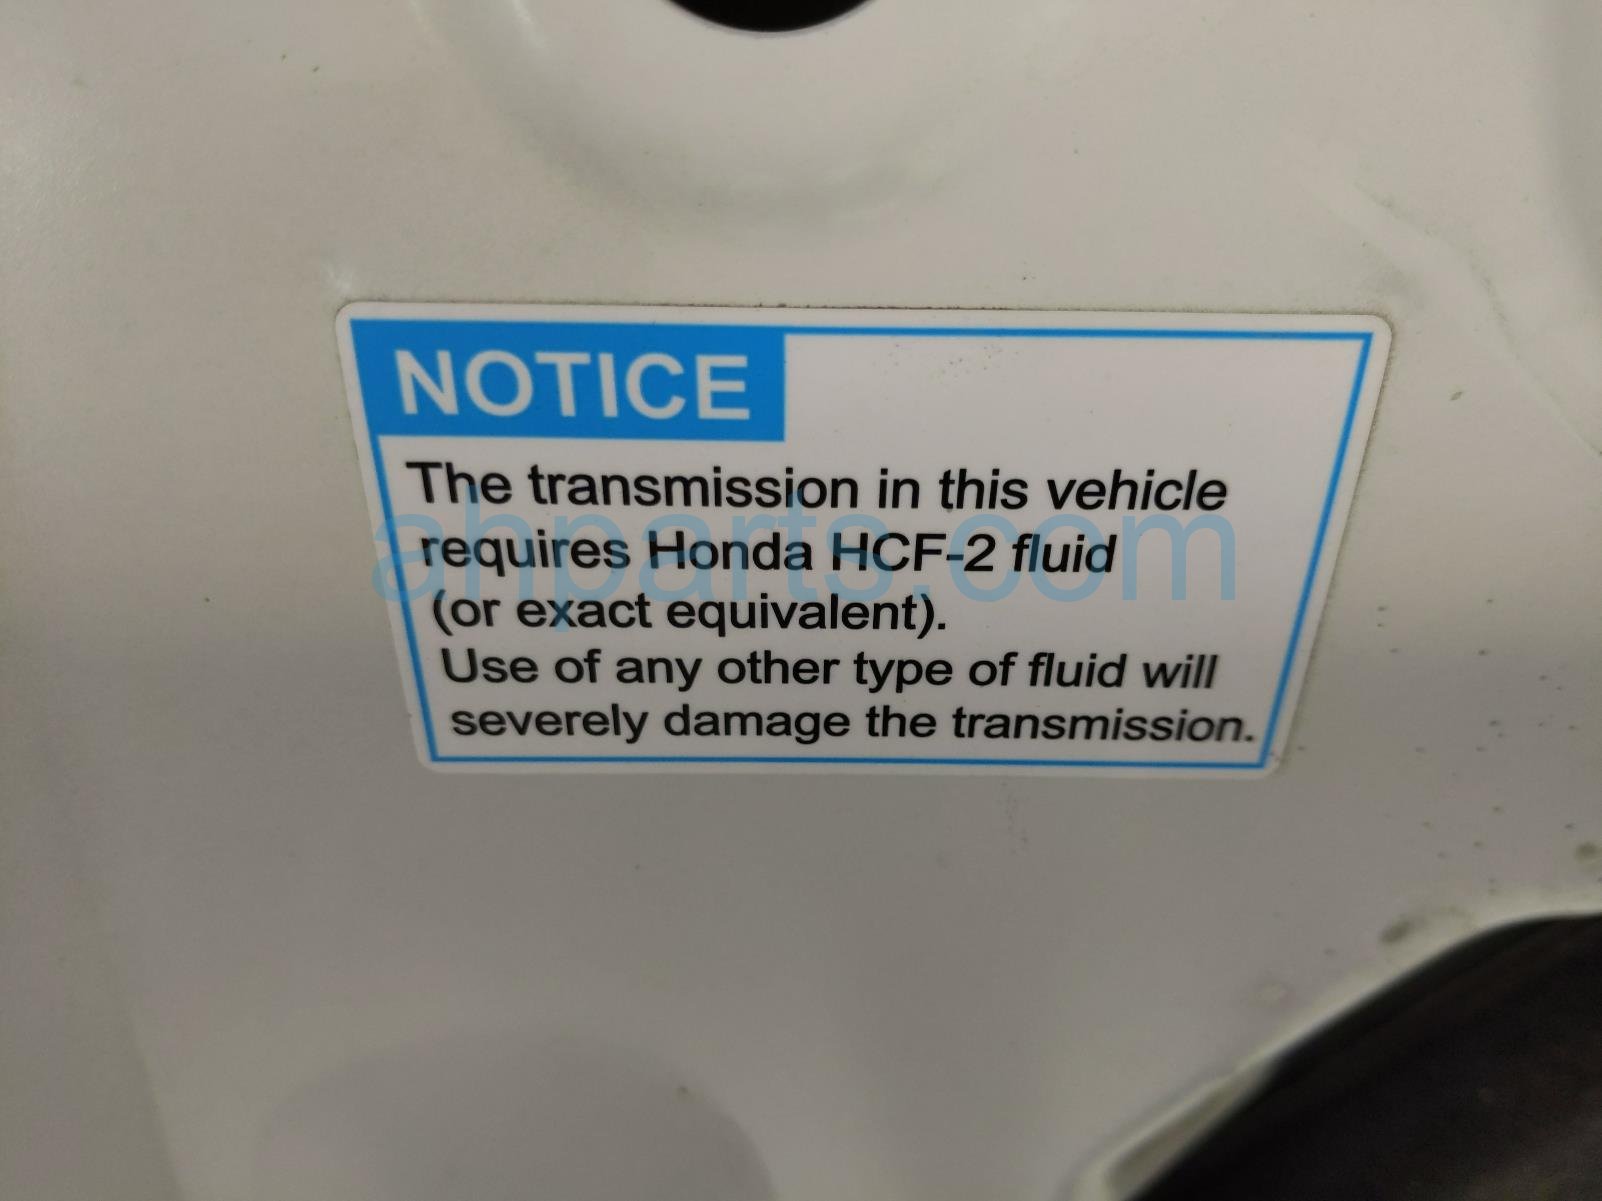 NOTICE
The transmission in this vehicle
requires Honda HCF-2 fluid
(or exact equivalent).
Use of any other type of fluid will
severely damage the transmission.
ahparts.com